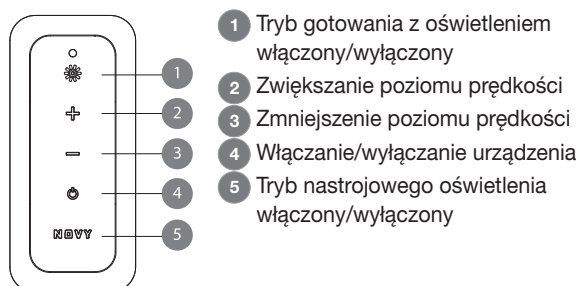 NOVY
1
2
3
4
5
1 Tryb gotowania z oświetleniem
włączony/wyłączony
2 Zwiększanie poziomu prędkości
3 Zmniejszenie poziomu prędkości
4 Włączanie/wyłączanie urządzenia
5 Tryb nastrojowego oświetlenia
włączony/wyłączony